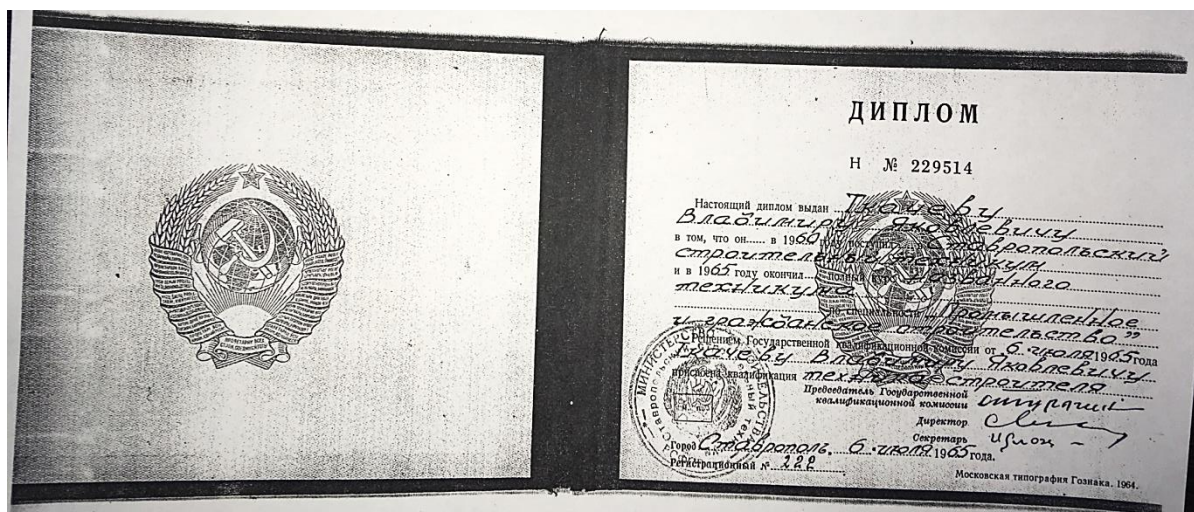 ДИПЛОМ
Н № 229514
Настоящий диплом выдан Ткачеву
Владимиру Яковлевичу
в том, что он...... в 1960 году поступил в Ставропольский
строительный техникум
и в 1965 году окончил полный названного
техникума
по специальности „Промышленное
и гражданское строительство"
Решением Государственной квалификационной комиссии от 6 июля 1965 года
Ткачеву Владимиру Яковлевичу
присвоена квалификация техника-строителя
Председатель Государственной
квалификационной комиссии
Директор
Секретарь
Город Ставрополь, 6 июля 1965 года.
Регистрационный № 222
Московская типография Гознака. 1964.